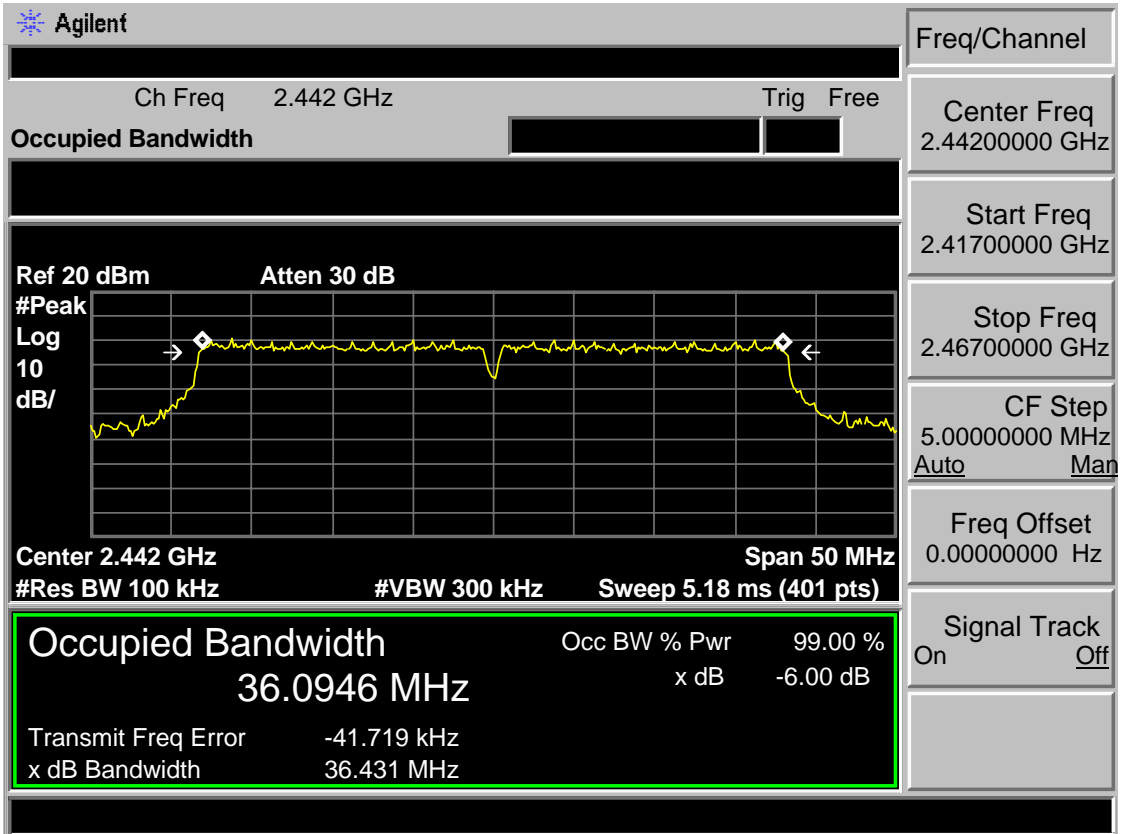 Agilent
Freq/Channel
Ch Freq 2.442 GHz Trig Free
Occupied Bandwidth
Center Freq
2.44200000 GHz
Start Freq
2.41700000 GHz
Stop Freq
2.46700000 GHz
CF Step
5.00000000 MHz
Auto Man
Freq Offset
0.00000000 Hz
Signal Track
On Off
Ref 20 dBm Atten 30 dB
#Peak
Log
10
dB/
Center 2.442 GHz Span 50 MHz
#Res BW 100 kHz #VBW 300 kHz Sweep 5.18 ms (401 pts)
Occupied Bandwidth Occ BW % Pwr 99.00 %
36.0946 MHz x dB -6.00 dB
Transmit Freq Error -41.719 kHz
x dB Bandwidth 36.431 MHz